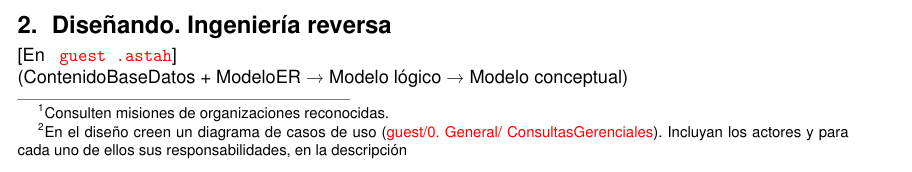 2. Diseñando. Ingeniería reversa
[En guest .astah]
(ContenidoBaseDatos + ModeloER → Modelo lógico → Modelo conceptual)
1Consulten misiones de organizaciones reconocidas.
2En el diseño creen un diagrama de casos de uso (guest/0. General/ ConsultasGerenciales). Incluyan los actores y para
cada uno de ellos sus responsabilidades, en la descripción